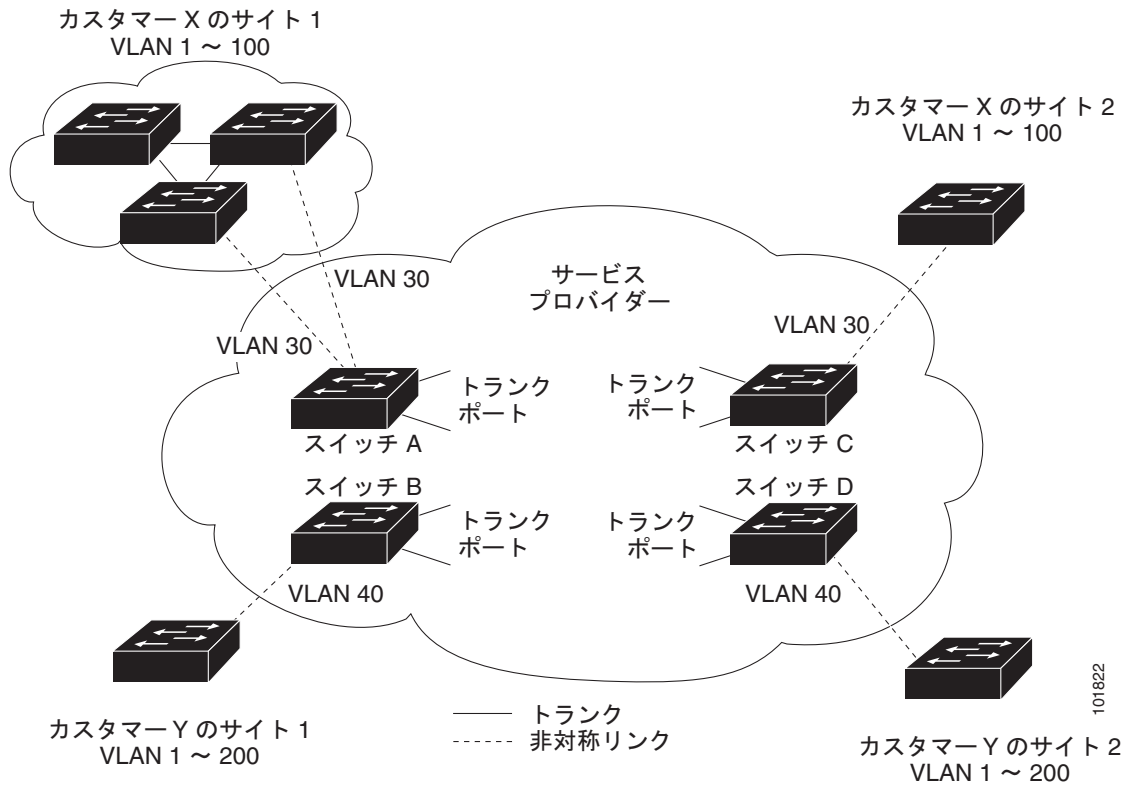 カスタマー X のサイト 1
VLAN 1 ～ 100
カスタマー X のサイト 2
VLAN 1 ～ 100
VLAN 30
サービス
プロバイダー
VLAN 30
VLAN 30
トランク
ポート
トランク
ポート
スイッチ A
スイッチ C
スイッチ B
スイッチ D
トランク
ポート
トランク
ポート
VLAN 40
VLAN 40
カスタマー Y のサイト 1
VLAN 1 ～ 200
トランク
非対称リンク
カスタマー Y のサイト 2
VLAN 1 ～ 200
101822